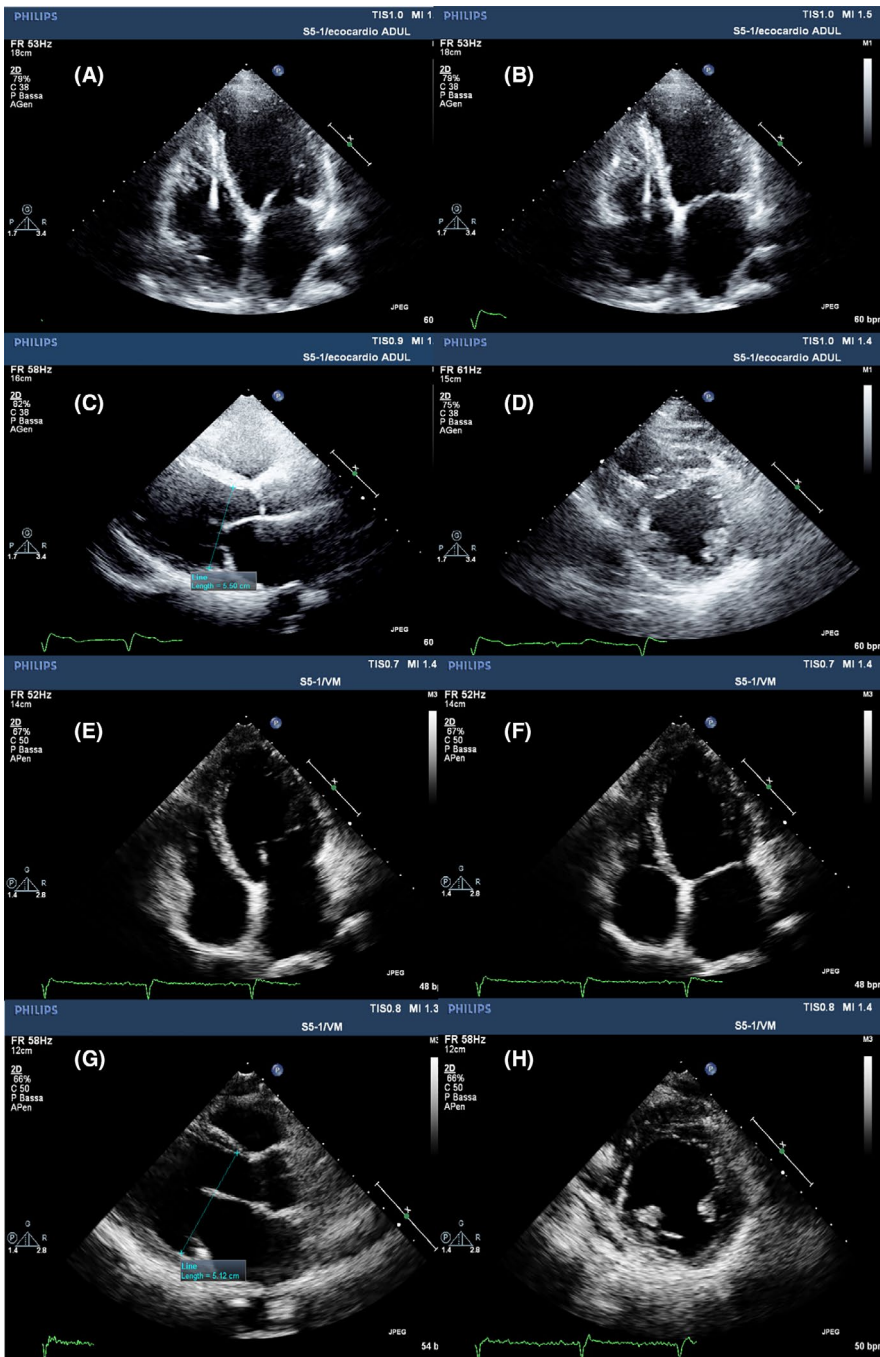 PHILIPS TIS1.0 MI 1.
S5-1/ecocardio ADUL
FR 53Hz
18cm
2D
79%
C 38
P Bassa
AGen
(A)
P G R
1.7 3.4
JPEG
60
PHILIPS TIS1.0 MI 1.5
S5-1/ecocardio ADUL
FR 53Hz
18cm
M1
2D
79%
C 38
P Bassa
AGen
(B)
P G R
1.7 3.4
JPEG
60 bpm
PHILIPS TIS0.9 MI 1.
S5-1/ecocardio ADUL
FR 58Hz
16cm
2D
62%
C 38
P Bassa
AGen
(C)
P G R
1.7 3.4
Line
Length = 5.50 cm
JPEG
60
PHILIPS TIS1.0 MI 1.4
S5-1/ecocardio ADUL
FR 61Hz
15cm
M1
2D
75%
C 38
P Bassa
AGen
(D)
P G R
1.7 3.4
JPEG
60 bpm
PHILIPS TIS0.7 MI 1.4
S5-1/VM
FR 52Hz
14cm
M3
2D
67%
C 50
P Bassa
APen
(E)
P G R
1.4 2.8
JPEG
48 bp
PHILIPS TIS0.7 MI 1.4
S5-1/VM
FR 52Hz
14cm
M3
2D
67%
C 50
P Bassa
APen
(F)
P G R
1.4 2.8
JPEG
48 bpm
PHILIPS TIS0.8 MI 1.3
S5-1/VM
FR 58Hz
12cm
M3
2D
66%
C 50
P Bassa
APen
(G)
P G R
1.4 2.8
Line
Length = 5.12 cm
JPEG
54 b
PHILIPS TIS0.8 MI 1.4
S5-1/VM
FR 58Hz
12cm
M3
2D
66%
C 50
P Bassa
APen
(H)
P G R
1.4 2.8
JPEG
50 bpm